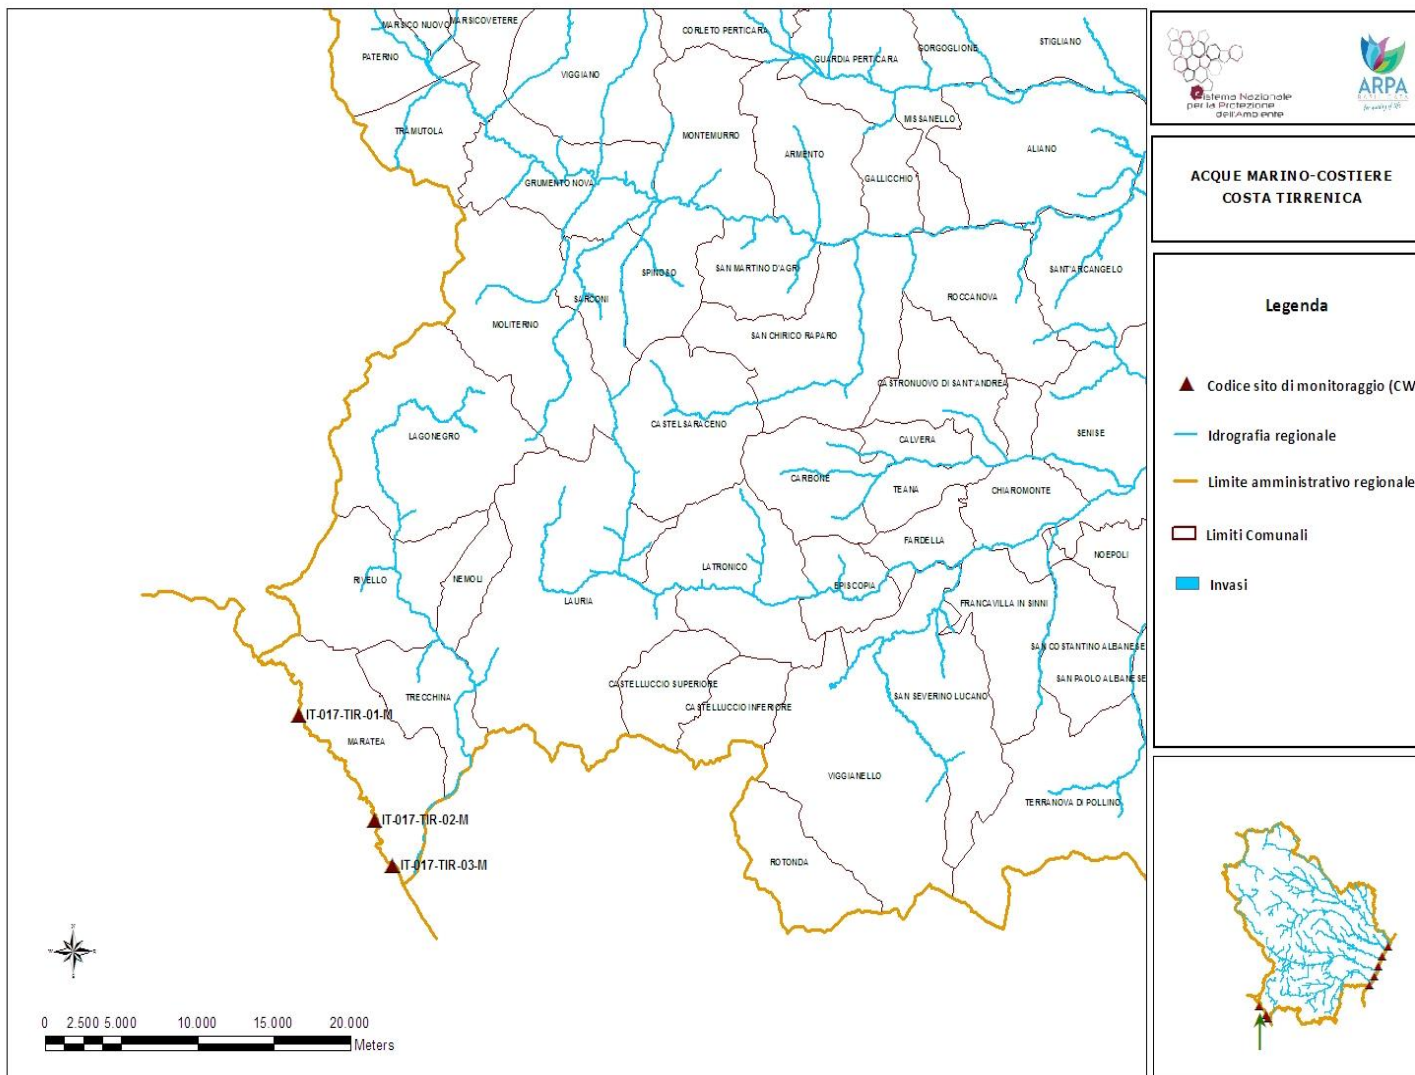 MARSICO NUOVO
MARSICOVETERE
CORLETO PERTICARA
STIGLIANO
GORGOGLIONE
PATERNO
GUARDIA PERTICARA
VIGGIANO
MISSANELLO
TRAMUTOLA
MONTEMURRO
ARMENTO
ALIANO
GALLICCHIO
GRUMENTO NOVA
SPINOSO
SAN MARTINO D'AGRI
SANT'ARCANGELO
SARCONI
ROCCANOVA
MOLITERNO
SAN CHIRICO RAPARO
CASTRONUOVO DI SANT'ANDREA
CASTELSARACENO
LAGONEGRO
CALVERA
SENISE
CARBONE
TEANA
CHIAROMONTE
FARDELLA
NOEPOLI
LATRONICO
RIVELLO
NEMOLI
EPISCOPIA
LAURIA
FRANCAVILLA IN SINNI
SAN COSTANTINO ALBANESE
CASTELLUCCIO SUPERIORE
SAN PAOLO ALBANESE
TRECCHINA
SAN SEVERINO LUCANO
CASTELLUCCIO INFERIORE
IT-017-TIR-01-M
MARATEA
VIGGIANELLO
TERRANOVA DI POLLINO
IT-017-TIR-02-M
ROTONDA
IT-017-TIR-03-M
0 2.500 5.000 10.000 15.000 20.000
Meters
Sistema Nazionale
per la Protezione
dell'Ambiente
ARPA
ACQUE MARINO-COSTIERE
COSTA TIRRENICA
Legenda
Codice sito di monitoraggio (CW
Idrografia regionale
Limite amministrativo regionale
Limiti Comunali
Invasi